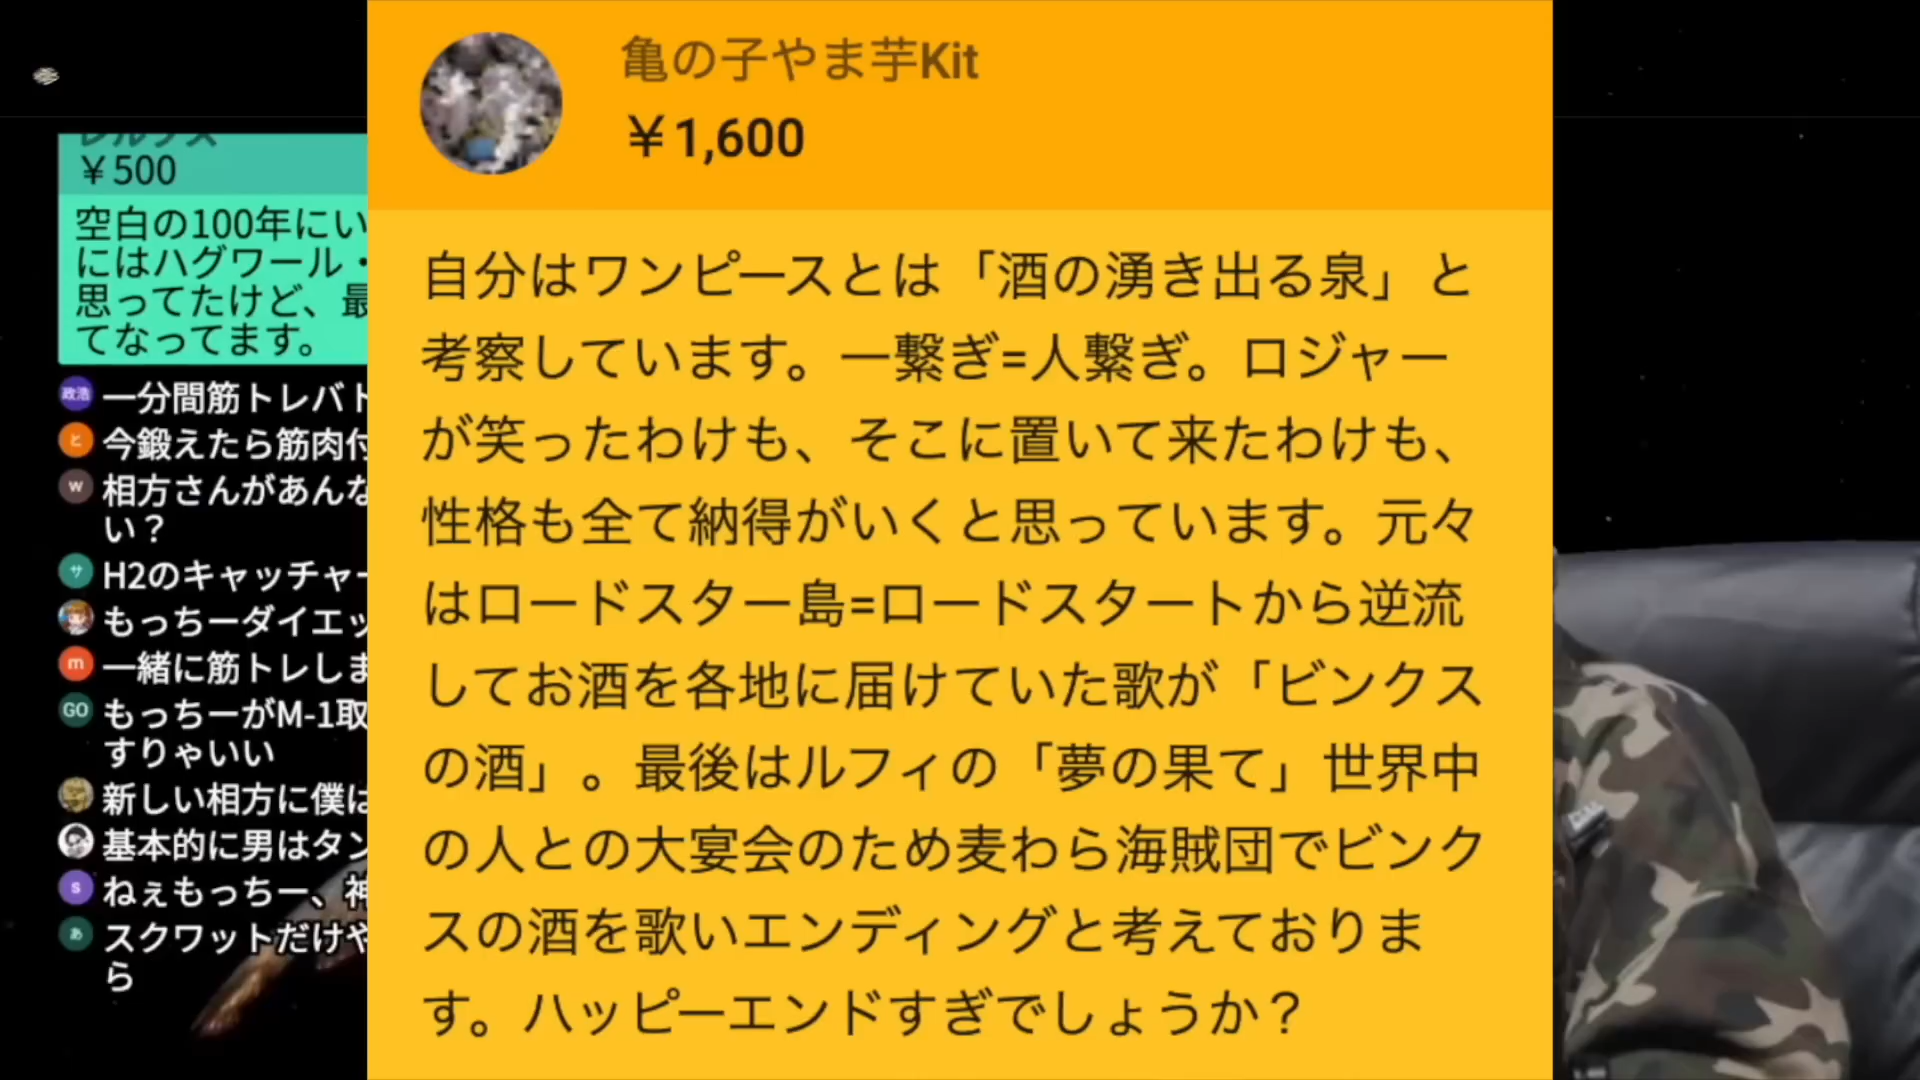 亀の子やま芋Kit
￥1,600
自分はワンピースとは「酒の湧き出る泉」と
考察しています。一繋ぎ=人繋ぎ。ロジャー
が笑ったわけも、そこに置いて来たわけも、
性格も全て納得がいくと思っています。元々
はロードスター島=ロードスタートから逆流
してお酒を各地に届けていた歌が「ビンクス
の酒」。最後はルフィの「夢の果て」世界中
の人との大宴会のため麦わら海賊団でビンク
スの酒を歌いエンディングと考えておりま
す。ハッピーエンドすぎでしょうか？
￥500
空白の100年にい
にはハグワール・
思ってたけど、最
てなってます。
政浩 一分間筋トレバト
と 今鍛えたら筋肉付
w 相方さんがあんな
い？
サ H2のキャッチャー
もっちーダイエッ
m 一緒に筋トレしま
GO もっちーがM-1取
すりゃいい
新しい相方に僕は
基本的に男はタン
s ねぇもっちー、神
あ スクワットだけや
ら